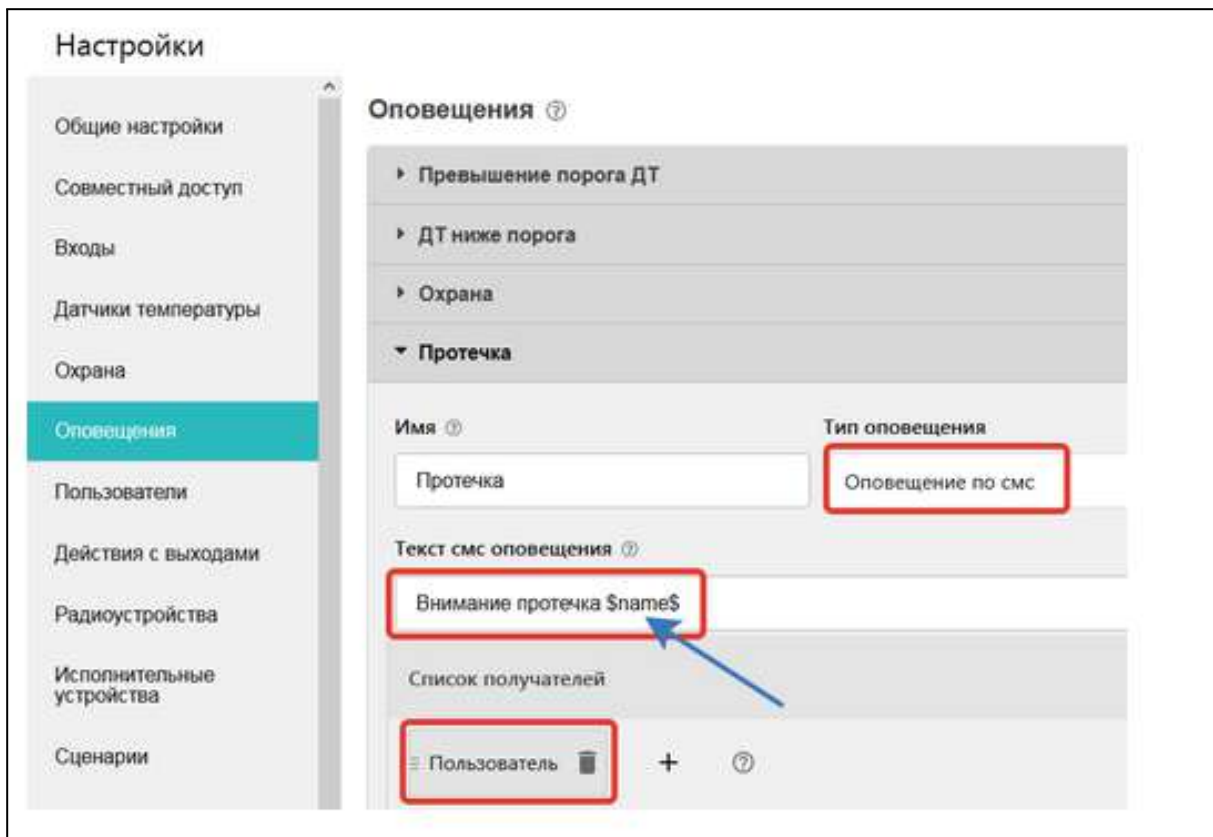 Настройки
Общие настройки
Совместный доступ
Входы
Датчики температуры
Охрана
Оповещения
Пользователи
Действия с выходами
Радиоустройства
Исполнительные
устройства
Сценарии
Оповещения ?
Превышение порога ДТ
ДТ ниже порога
Охрана
Протечка
Имя ?
Тип оповещения
Протечка
Оповещение по смс
Текст смс оповещения ?
Внимание протечка $name$
Список получателей
Пользователь + ?